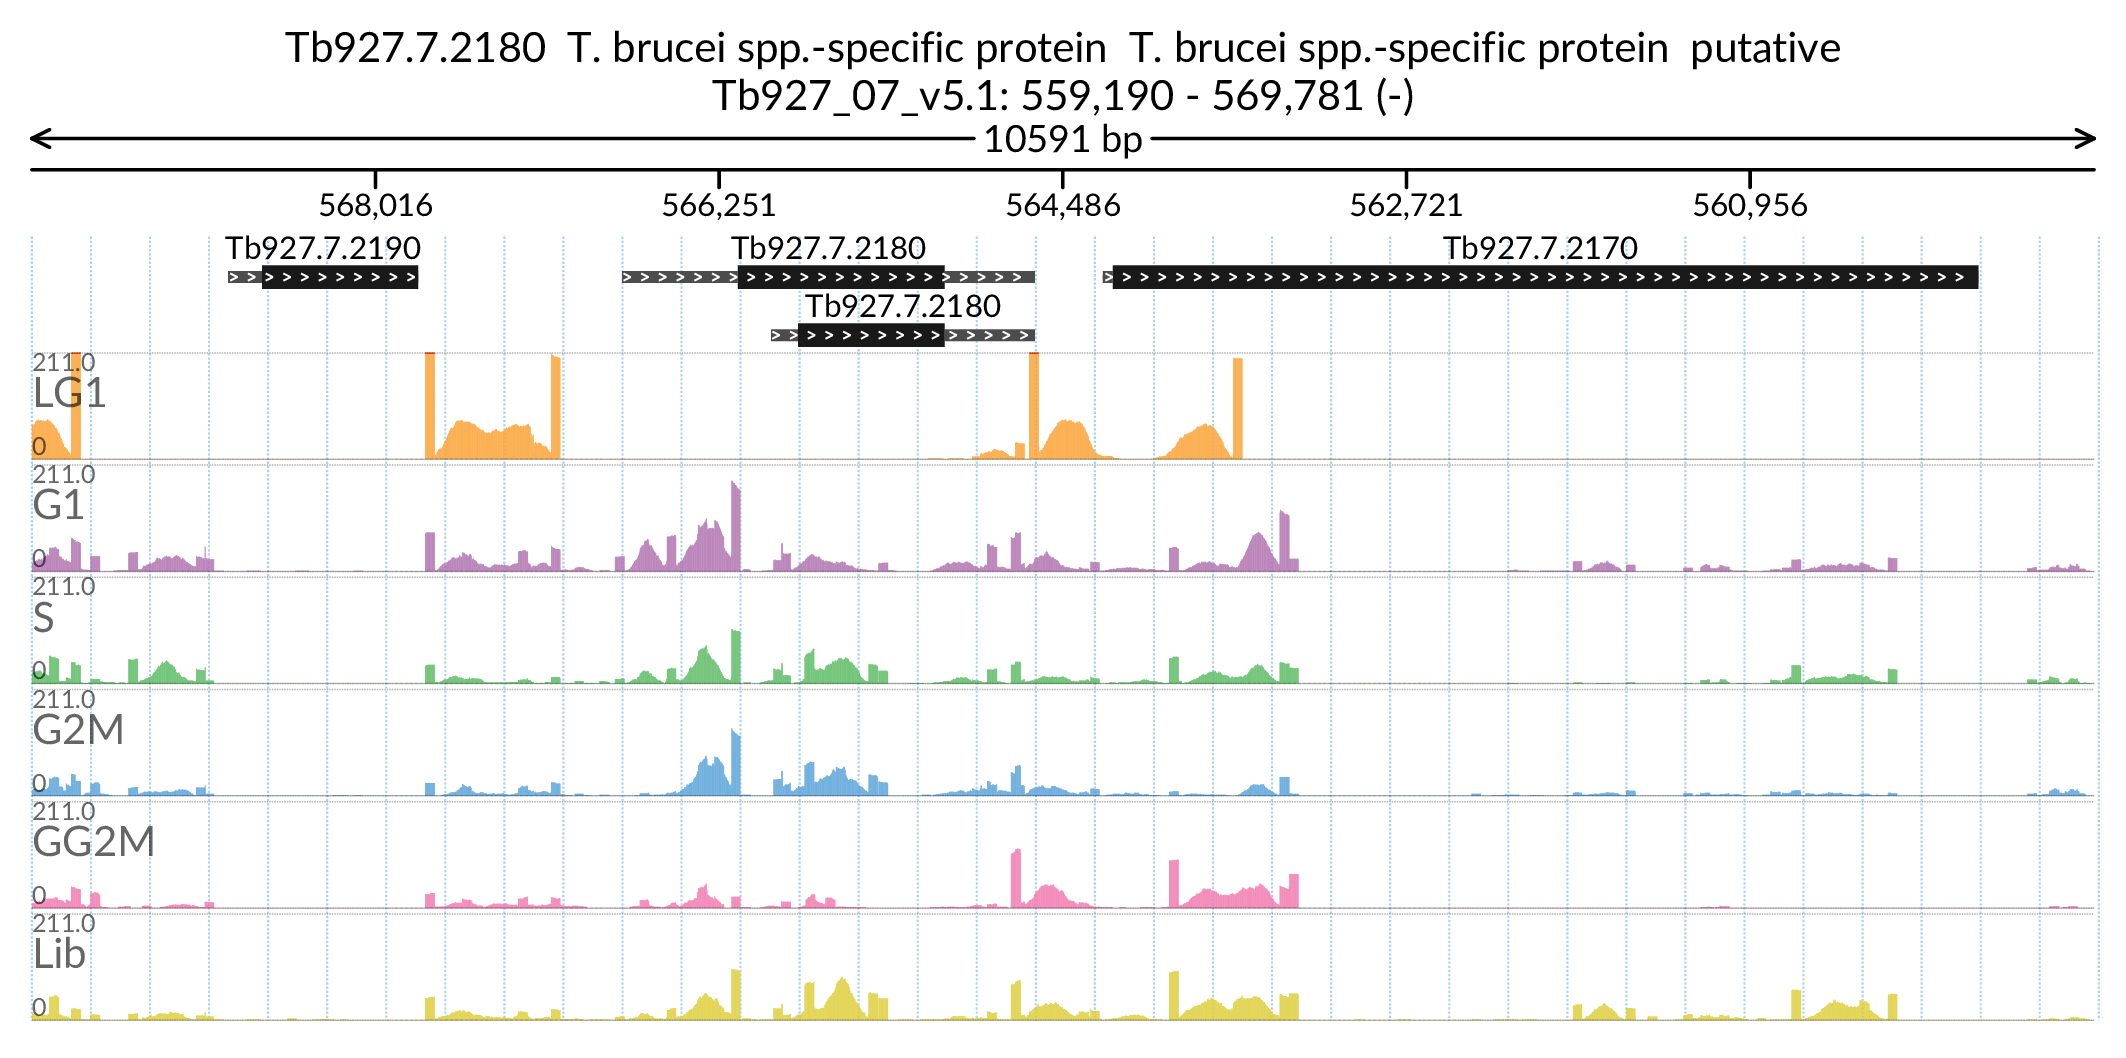 Tb927.7.2180  T. brucei spp.-specific protein  T. brucei spp.-specific protein  putative
Tb927_07_v5.1: 559,190 - 569,781 (-)
10591 bp
568,016 566,251 564,486 562,721 560,956
Tb927.7.2190 Tb927.7.2180 Tb927.7.2170
Tb927.7.2180
211.0
LG1
0
211.0
G1
0
211.0
S
0
211.0
G2M
0
211.0
GG2M
0
211.0
Lib
0